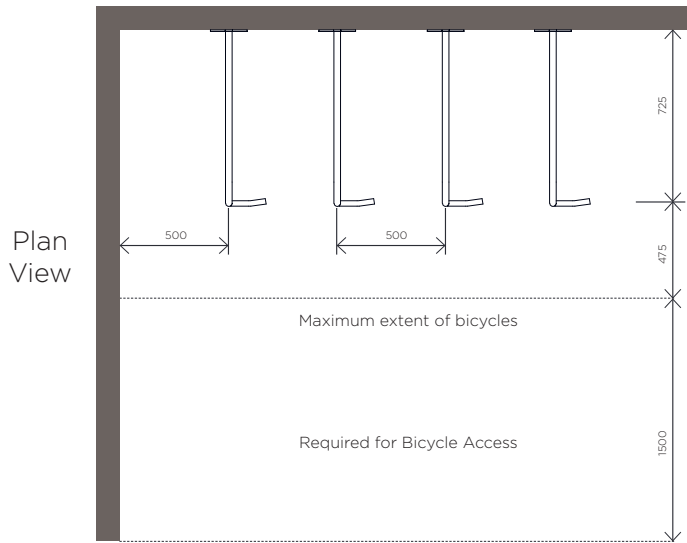 725
Plan
View
500
500
475
Maximum extent of bicycles
Required for Bicycle Access
1500